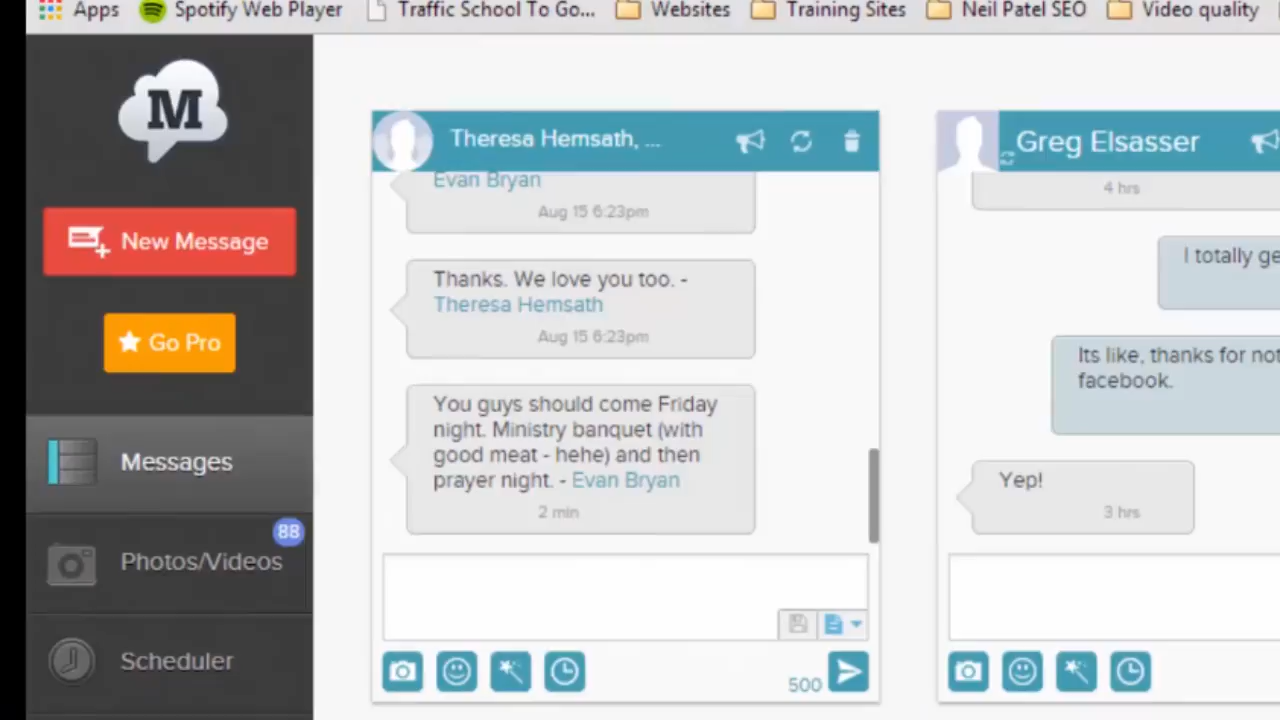 Apps Spotify Web Player Traffic School To Go... Websites Training Sites Neil Patel SEO Video quality
M
New Message
Go Pro
Messages
88
Photos/Videos
Scheduler
Theresa Hemsath, ...
Evan Bryan
Aug 15 6:23pm
Thanks. We love you too. -
Theresa Hemsath
Aug 15 6:23pm
You guys should come Friday
night. Ministry banquet (with
good meat - hehe) and then
prayer night. - Evan Bryan
2 min
500
Greg Elsasser
4 hrs
I totally ge
Its like, thanks for not
facebook.
Yep!
3 hrs